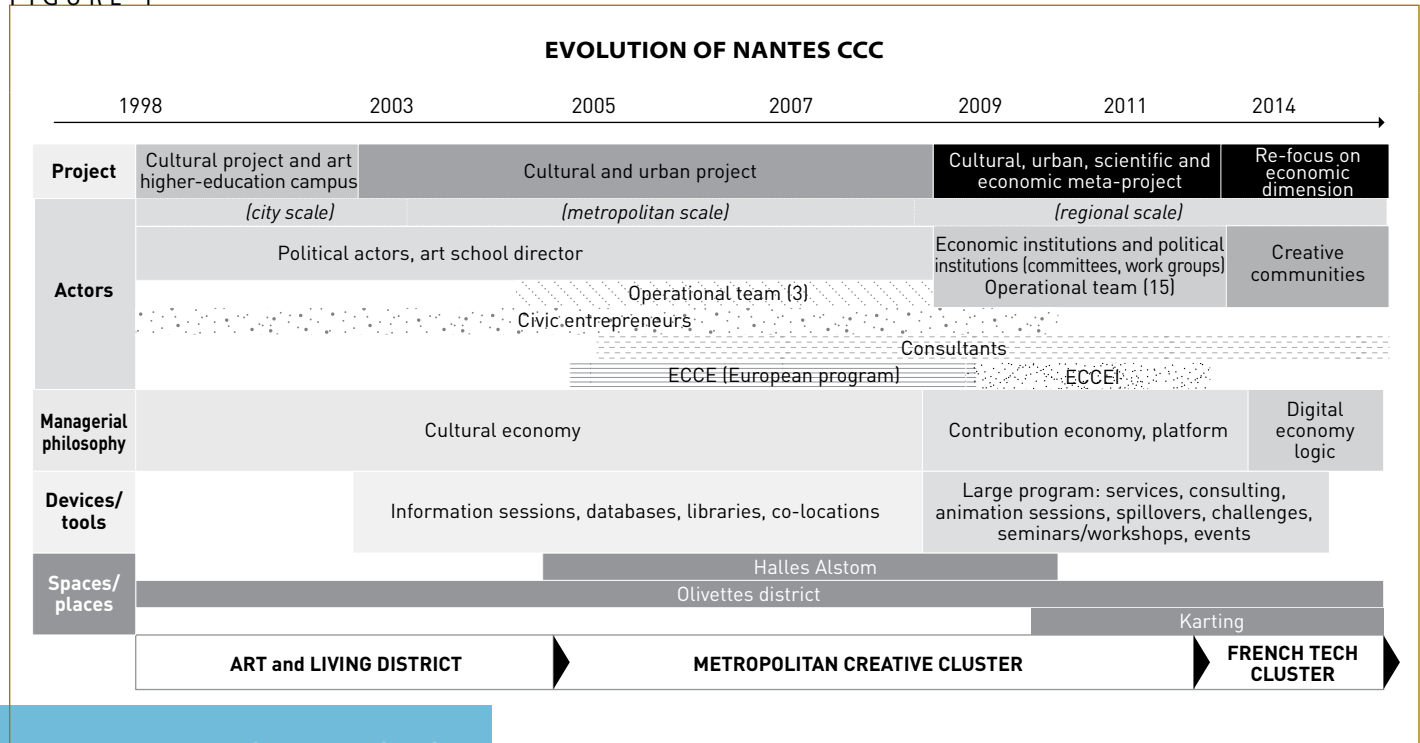 FIGURE 1
EVOLUTION OF NANTES CCC
1998 2003 2005 2007 2009 2011 2014
Project
Cultural project and art
higher-education campus
Cultural and urban project
Cultural, urban, scientific and
economic meta-project
Re-focus on
economic
dimension
Actors
(city scale) (metropolitan scale) (regional scale)
Political actors, art school director
Economic institutions and political
institutions (committees, work groups)
Operational team (15)
Creative
communities
Operational team (3)
Civic entrepreneurs
Consultants
ECCE (European program)
ECCEI
Managerial
philosophy
Cultural economy
Contribution economy, platform
Digital
economy
logic
Devices/
tools
Information sessions, databases, libraries, co-locations
Large program: services, consulting,
animation sessions, spillovers, challenges,
seminars/workshops, events
Spaces/
places
Halles Alstom
Olivettes district
Karting
ART and LIVING DISTRICT
METROPOLITAN CREATIVE CLUSTER
FRENCH TECH
CLUSTER